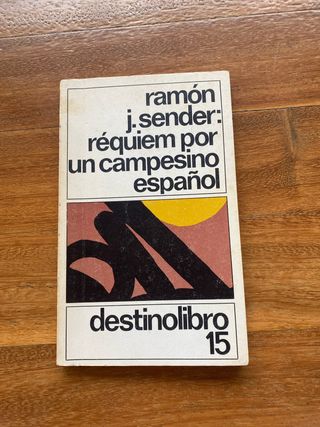 ramón
j. sender:
réquiem por
un campesino
español
destinolibro
15